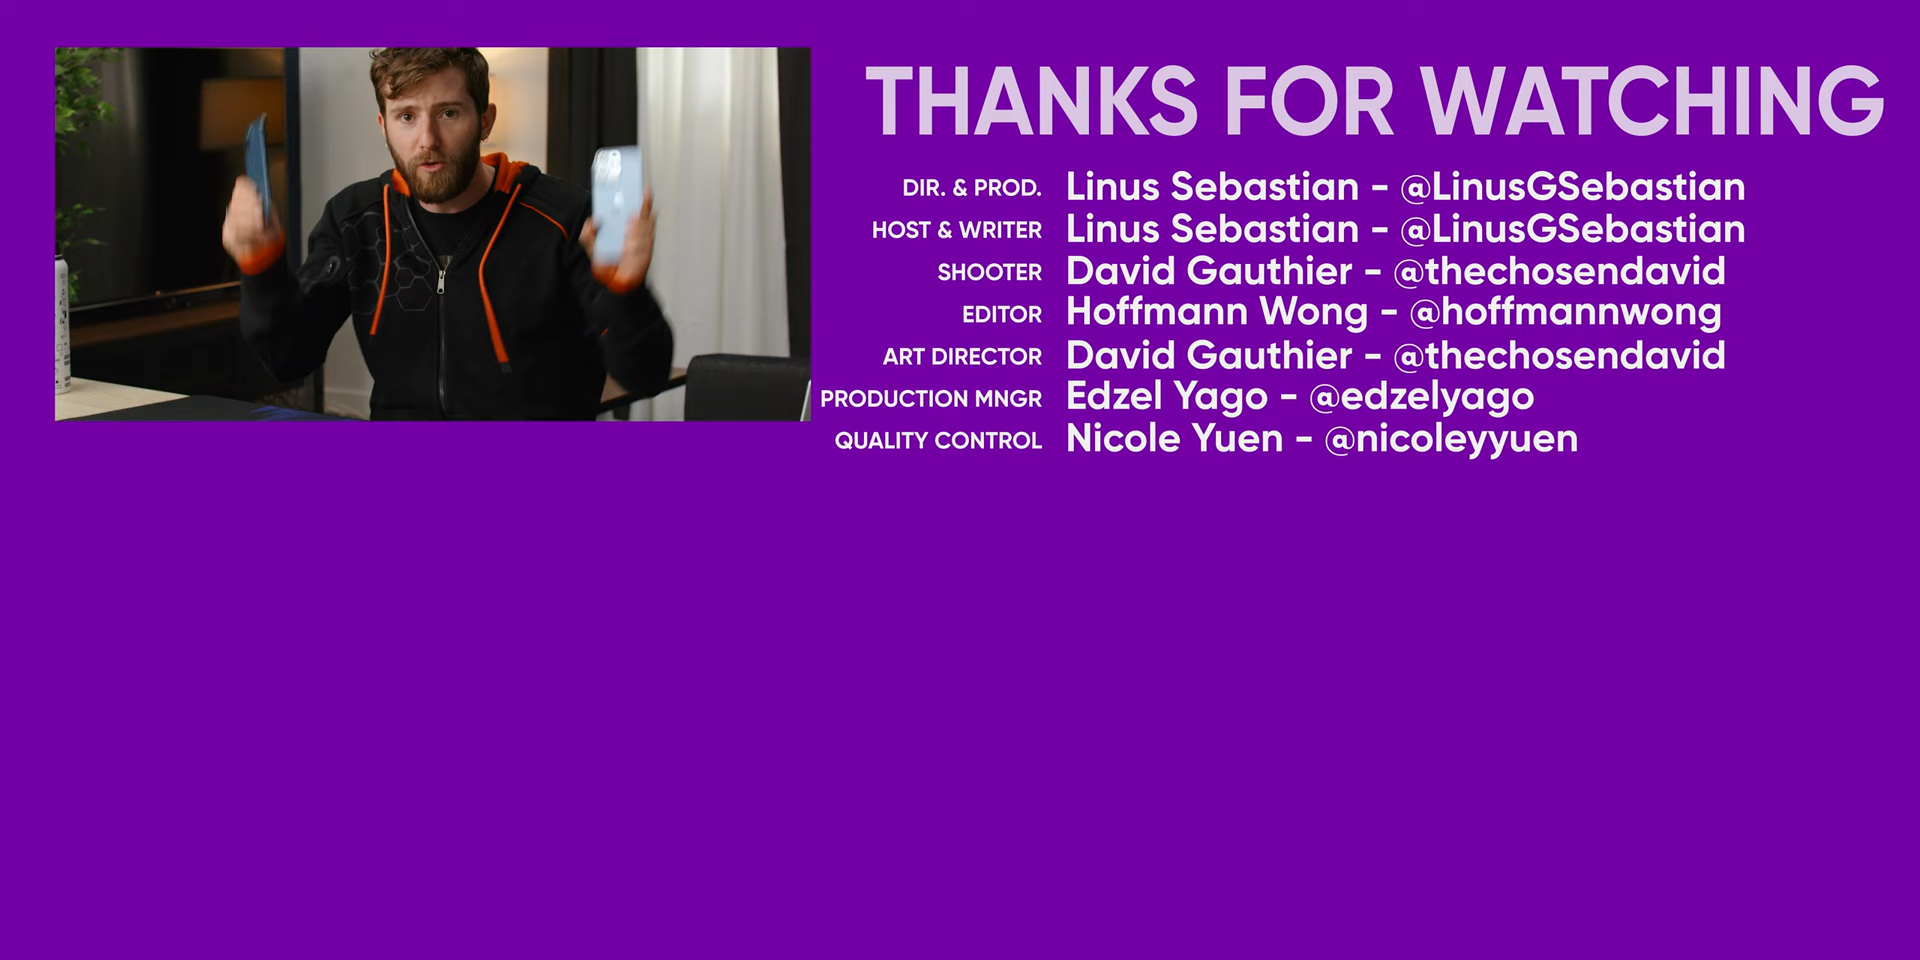 THANKS FOR WATCHING
DIR. & PROD. Linus Sebastian - @LinusGSebastian
HOST & WRITER Linus Sebastian - @LinusGSebastian
SHOOTER David Gauthier - @thechosendavid
EDITOR Hoffmann Wong - @hoffmannwong
ART DIRECTOR David Gauthier - @thechosendavid
PRODUCTION MNGR Edzel Yago - @edzelyago
QUALITY CONTROL Nicole Yuen - @nicoleyyuen